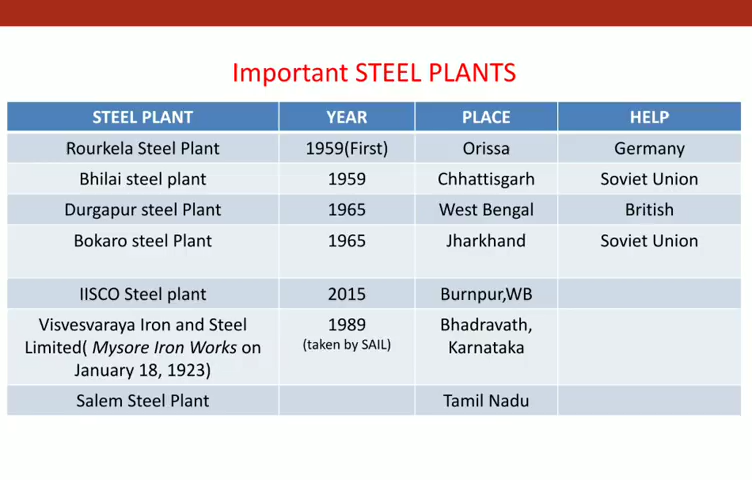 Important STEEL PLANTS
STEEL PLANT YEAR PLACE HELP
Rourkela Steel Plant 1959(First) Orissa Germany
Bhilai steel plant 1959 Chhattisgarh Soviet Union
Durgapur steel Plant 1965 West Bengal British
Bokaro steel Plant 1965 Jharkhand Soviet Union
IISCO Steel plant 2015 Burnpur,WB
Visvesvaraya Iron and Steel 1989 Bhadravath,
Limited( Mysore Iron Works on (taken by SAIL) Karnataka
January 18, 1923)
Salem Steel Plant Tamil Nadu